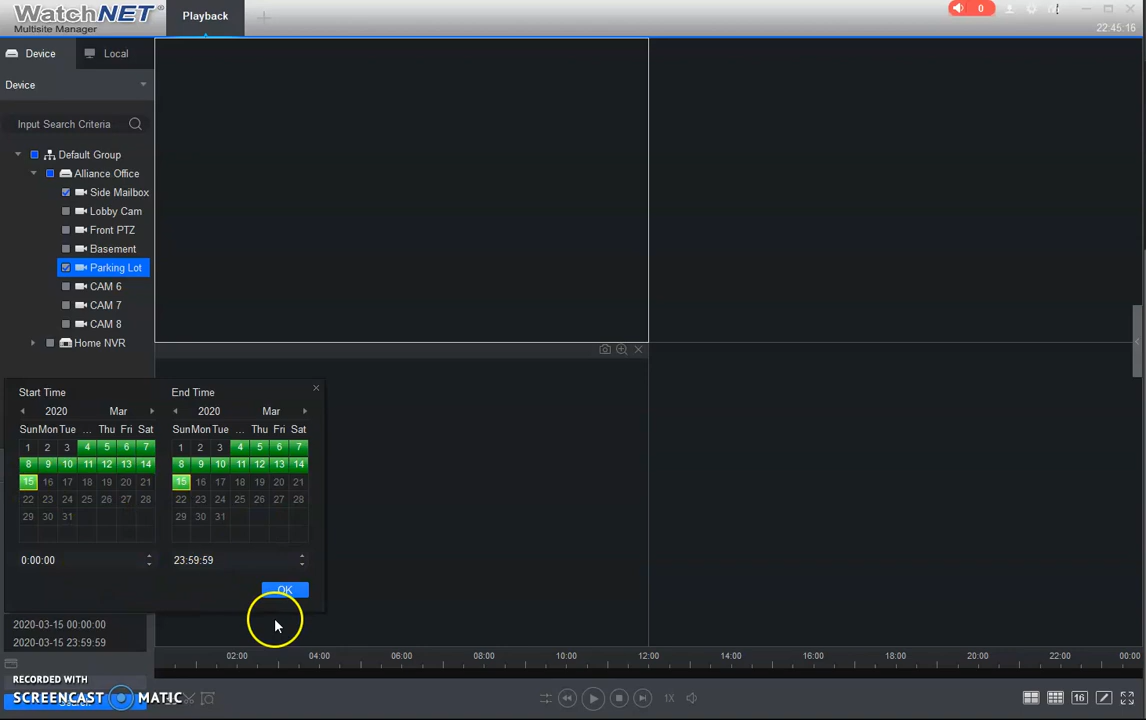 WatchNET®
Multisite Manager
Playback
0
22:45:16
Device
Local
Device
Input Search Criteria
Default Group
Alliance Office
Side Mailbox
Lobby Cam
Front PTZ
Basement
Parking Lot
CAM 6
CAM 7
CAM 8
Home NVR
Start Time
End Time
2020 Mar
2020 Mar
Sun Mon Tue ... Thu Fri Sat
Sun Mon Tue ... Thu Fri Sat
1 2 3 4 5 6 7
1 2 3 4 5 6 7
8 9 10 11 12 13 14
8 9 10 11 12 13 14
15 16 17 18 19 20 21
15 16 17 18 19 20 21
22 23 24 25 26 27 28
22 23 24 25 26 27 28
29 30 31
29 30 31
0:00:00
23:59:59
OK
2020-03-15 00:00:00
2020-03-15 23:59:59
02:00 04:00 06:00 08:00 10:00 12:00 14:00 16:00 18:00 20:00 22:00 00:00
RECORDED WITH
SCREENCAST MATIC
1X
16